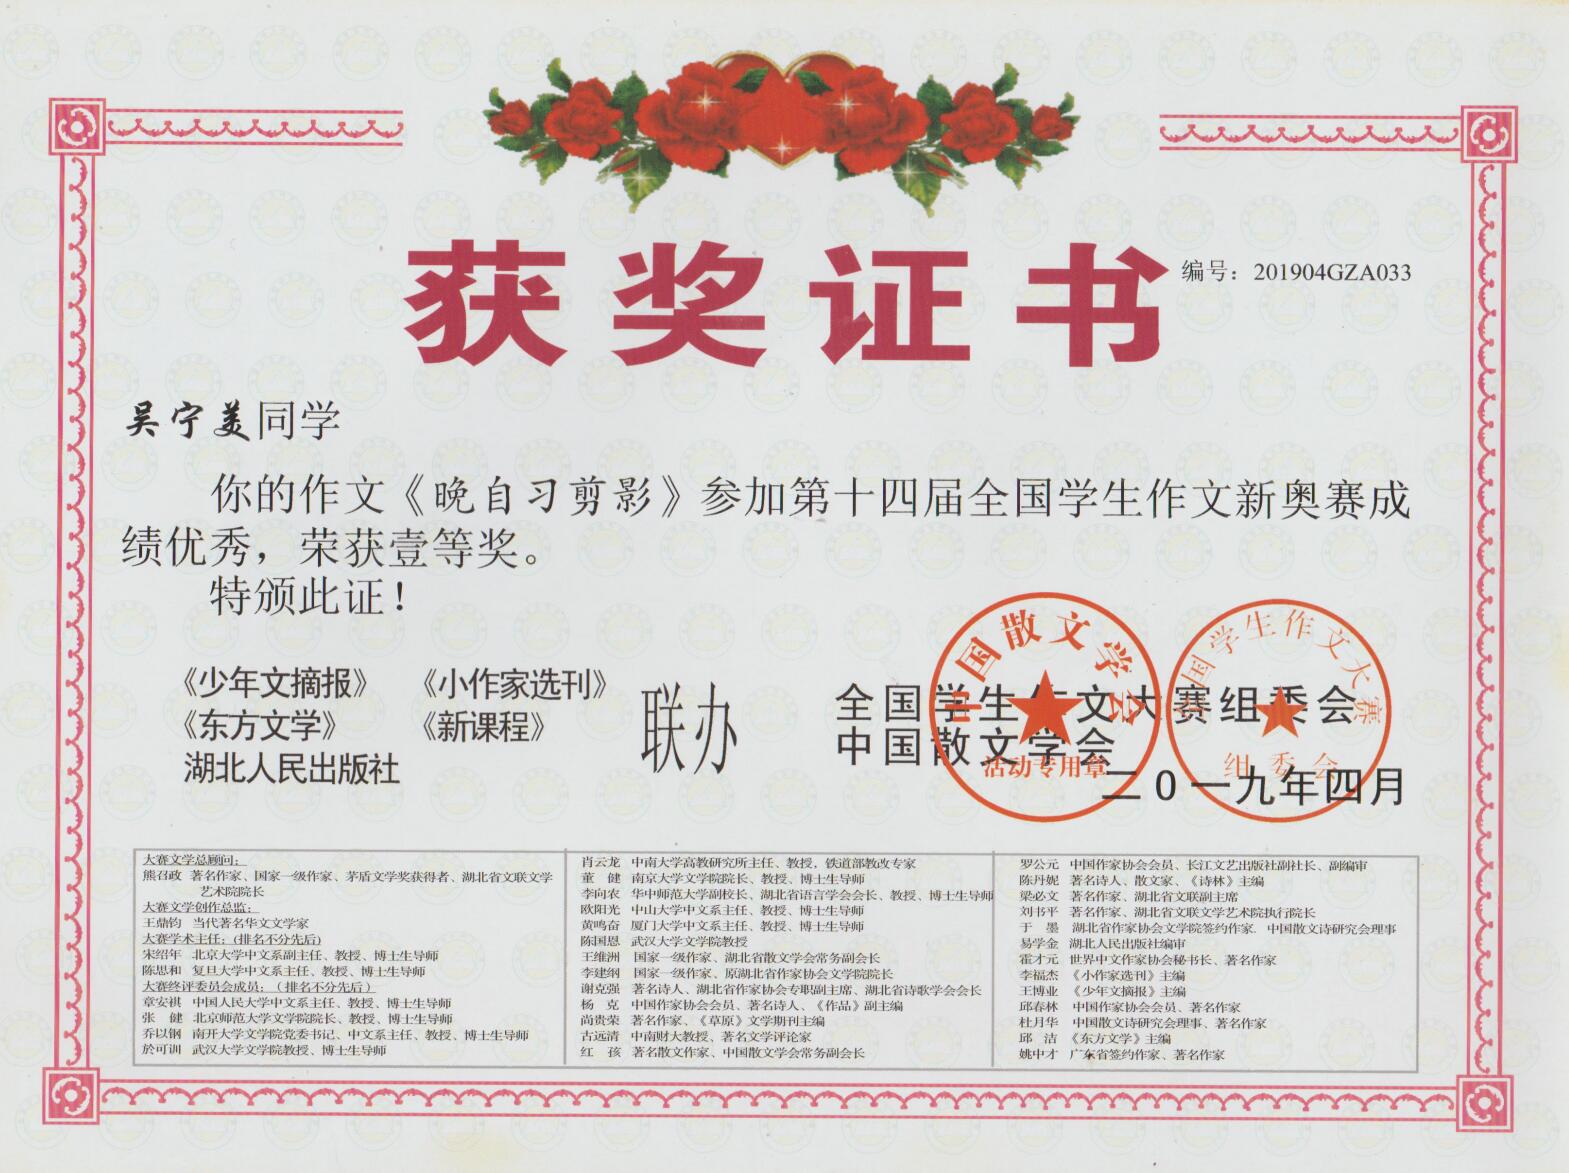 获奖证书
编号：201904GZA033
吴宁美同学
你的作文《晚自习剪影》参加第十四届全国学生作文新奥赛成
绩优秀，荣获壹等奖。
特颁此证！
《少年文摘报》 《小作家选刊》
《东方文学》 《新课程》
湖北人民出版社
联办
全国学生作文大赛组委会
中国散文学会
二0一九年四月
中国散文学会
活动专用章
全国学生作文大赛
组委会
大赛文学总顾问：
熊召政 著名作家、国家一级作家、茅盾文学奖获得者、湖北省文联文学
艺术院院长
大赛文学创作总监：
王鼎钧 当代著名华文文学家
大赛学术主任：(排名不分先后)
宋绍年 北京大学中文系副主任、教授、博士生导师
陈思和 复旦大学中文系主任、教授、博士生导师
大赛终评委员会成员：（排名不分先后）
章安祺 中国人民大学中文系主任、教授、博士生导师
张 健 北京师范大学文学院院长、教授、博士生导师
乔以钢 南开大学文学院党委书记、中文系主任、教授、博士生导师
於可训 武汉大学文学院教授、博士生导师
肖云龙 中南大学高教研究所主任、教授，铁道部教改专家
董 健 南京大学文学院院长、教授、博士生导师
李向农 华中师范大学副校长、湖北省语言学会会长、教授、博士生导师
欧阳光 中山大学中文系主任、教授、博士生导师
黄鸣奋 厦门大学中文系主任、教授、博士生导师
陈国恩 武汉大学文学院教授
王维洲 国家一级作家、湖北省散文学会常务副会长
李建纲 国家一级作家、原湖北省作家协会文学院院长
谢克强 著名诗人、湖北省作家协会专职副主席、湖北省诗歌学会会长
杨 克 中国作家协会会员、著名诗人、《作品》副主编
尚贵荣 著名作家、《草原》文学期刊主编
古远清 中南财大教授、著名文学评论家
红 孩 著名散文作家、中国散文学会常务副会长
罗公元 中国作家协会会员、长江文艺出版社副社长、副编审
陈丹妮 著名诗人、散文家、《诗林》主编
梁必文 著名作家、湖北省文联副主席
刘书平 著名作家、湖北省文联文学艺术院执行院长
于 墨 湖北省作家协会文学院签约作家、中国散文诗研究会理事
易学金 湖北人民出版社编审
霍才元 世界中文作家协会秘书长、著名作家
李福杰 《小作家选刊》主编
王博业 《少年文摘报》主编
邱春林 中国作家协会会员、著名作家
杜月华 中国散文诗研究会理事、著名作家
邱 洁 《东方文学》主编
姚中才 广东省签约作家、著名作家